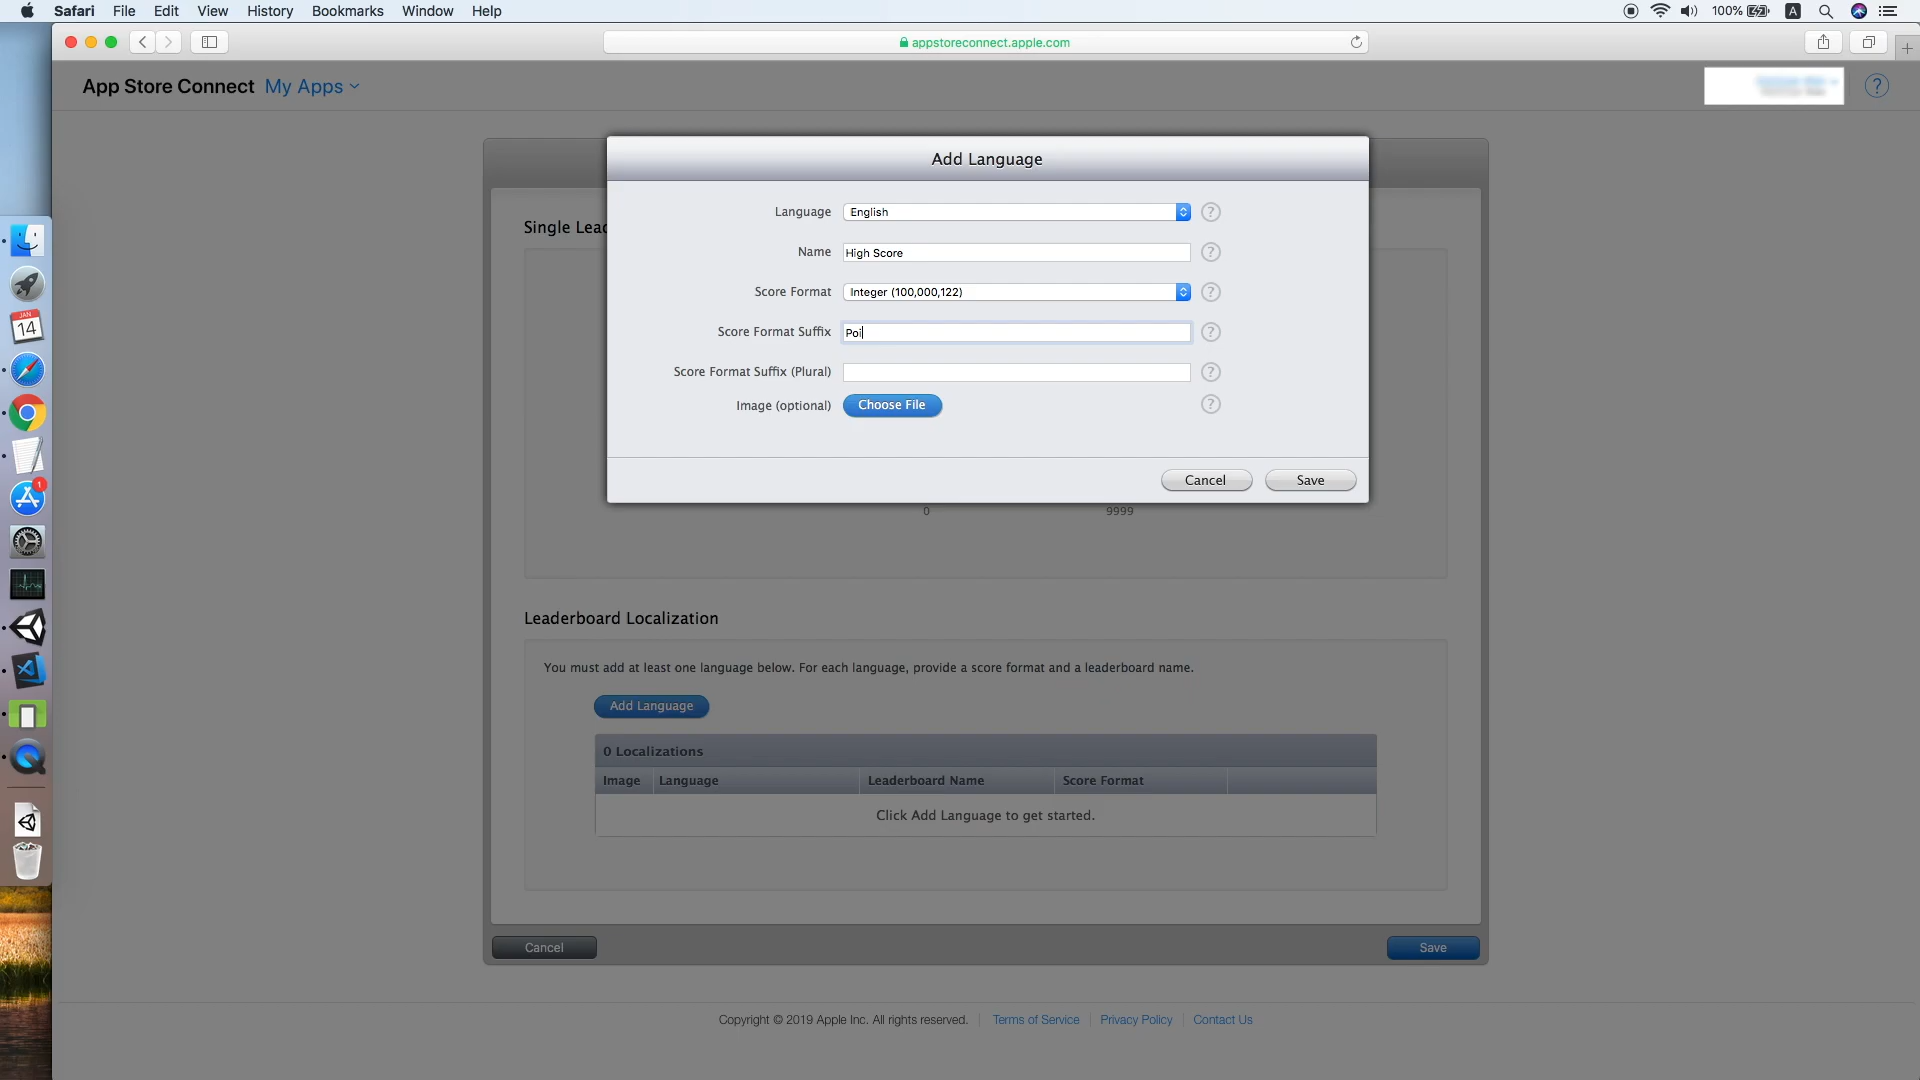 Safari File Edit View History Bookmarks Window Help 100% A
appstoreconnect.apple.com
App Store Connect My Apps ?
Add Language
Language English ?
Single Lea
Name High Score ?
Score Format Integer (100,000,122) ?
Score Format Suffix Poi ?
Score Format Suffix (Plural) ?
Image (optional) Choose File ?
Cancel Save
0 9999
JAN
14
1
Leaderboard Localization
You must add at least one language below. For each language, provide a score format and a leaderboard name.
Add Language
0 Localizations
Image Language Leaderboard Name Score Format
Click Add Language to get started.
Cancel Save
Copyright © 2019 Apple Inc. All rights reserved. Terms of Service Privacy Policy Contact Us